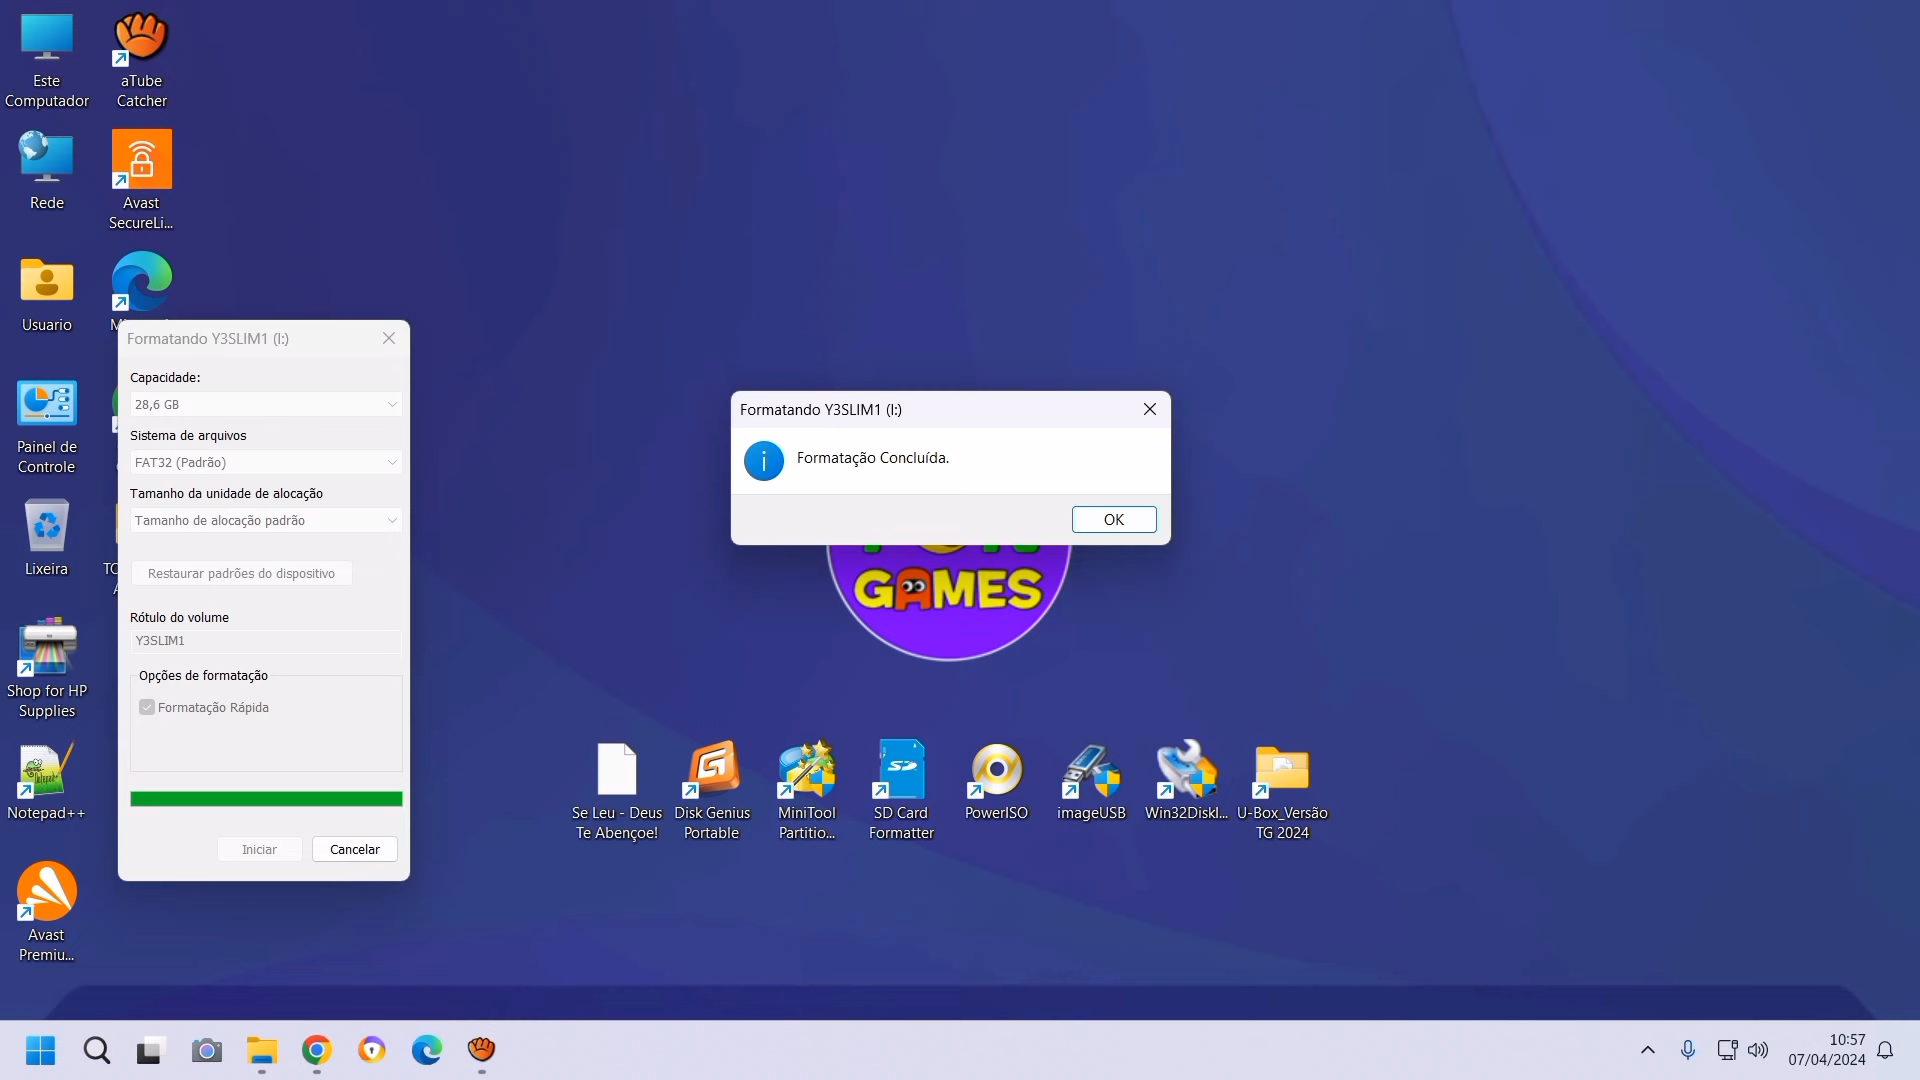 Este
Computador
aTube
Catcher
Rede
Avast
SecureLi...
Usuario
Painel de
Controle
Lixeira
Shop for HP
Supplies
Notepad++
Avast
Premiu...
Formatando Y3SLIM1 (I:)
Capacidade:
28,6 GB
Sistema de arquivos
FAT32 (Padrão)
Tamanho da unidade de alocação
Tamanho de alocação padrão
Restaurar padrões do dispositivo
Rótulo do volume
Y3SLIM1
Opções de formatação
Formatação Rápida
Iniciar
Cancelar
Formatando Y3SLIM1 (I:)
Formatação Concluída.
OK
GAMES
Se Leu - Deus
Te Abençoe!
Disk Genius
Portable
MiniTool
Partitio...
SD Card
Formatter
PowerISO
imageUSB
Win32DiskI...
U-Box_Versão
TG 2024
10:57
07/04/2024